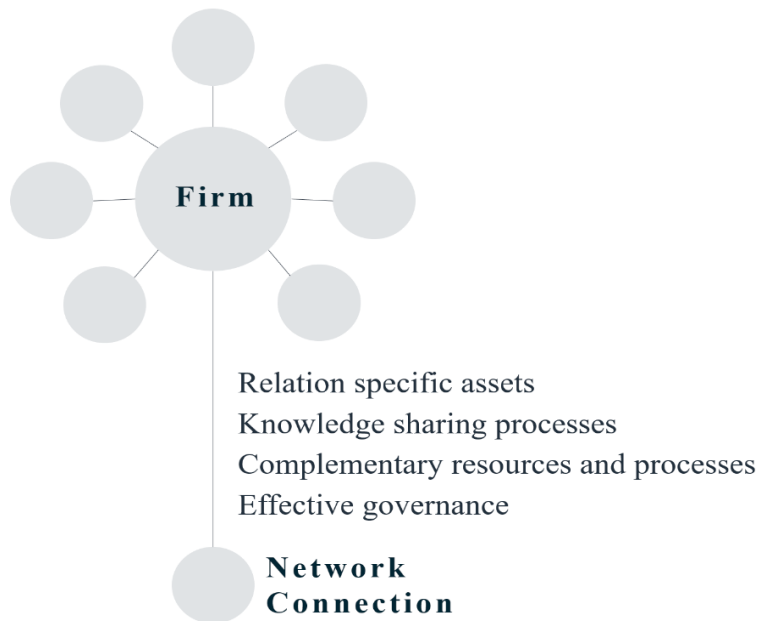 Firm
Relation specific assets
Knowledge sharing processes
Complementary resources and processes
Effective governance
Network
Connection